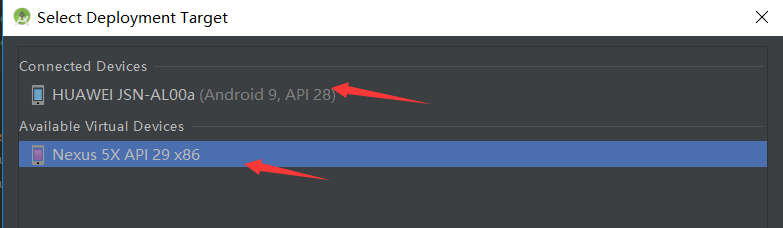 Select Deployment Target
Connected Devices
HUAWEI JSN-AL00a (Android 9, API 28)
Available Virtual Devices
Nexus 5X API 29 x86